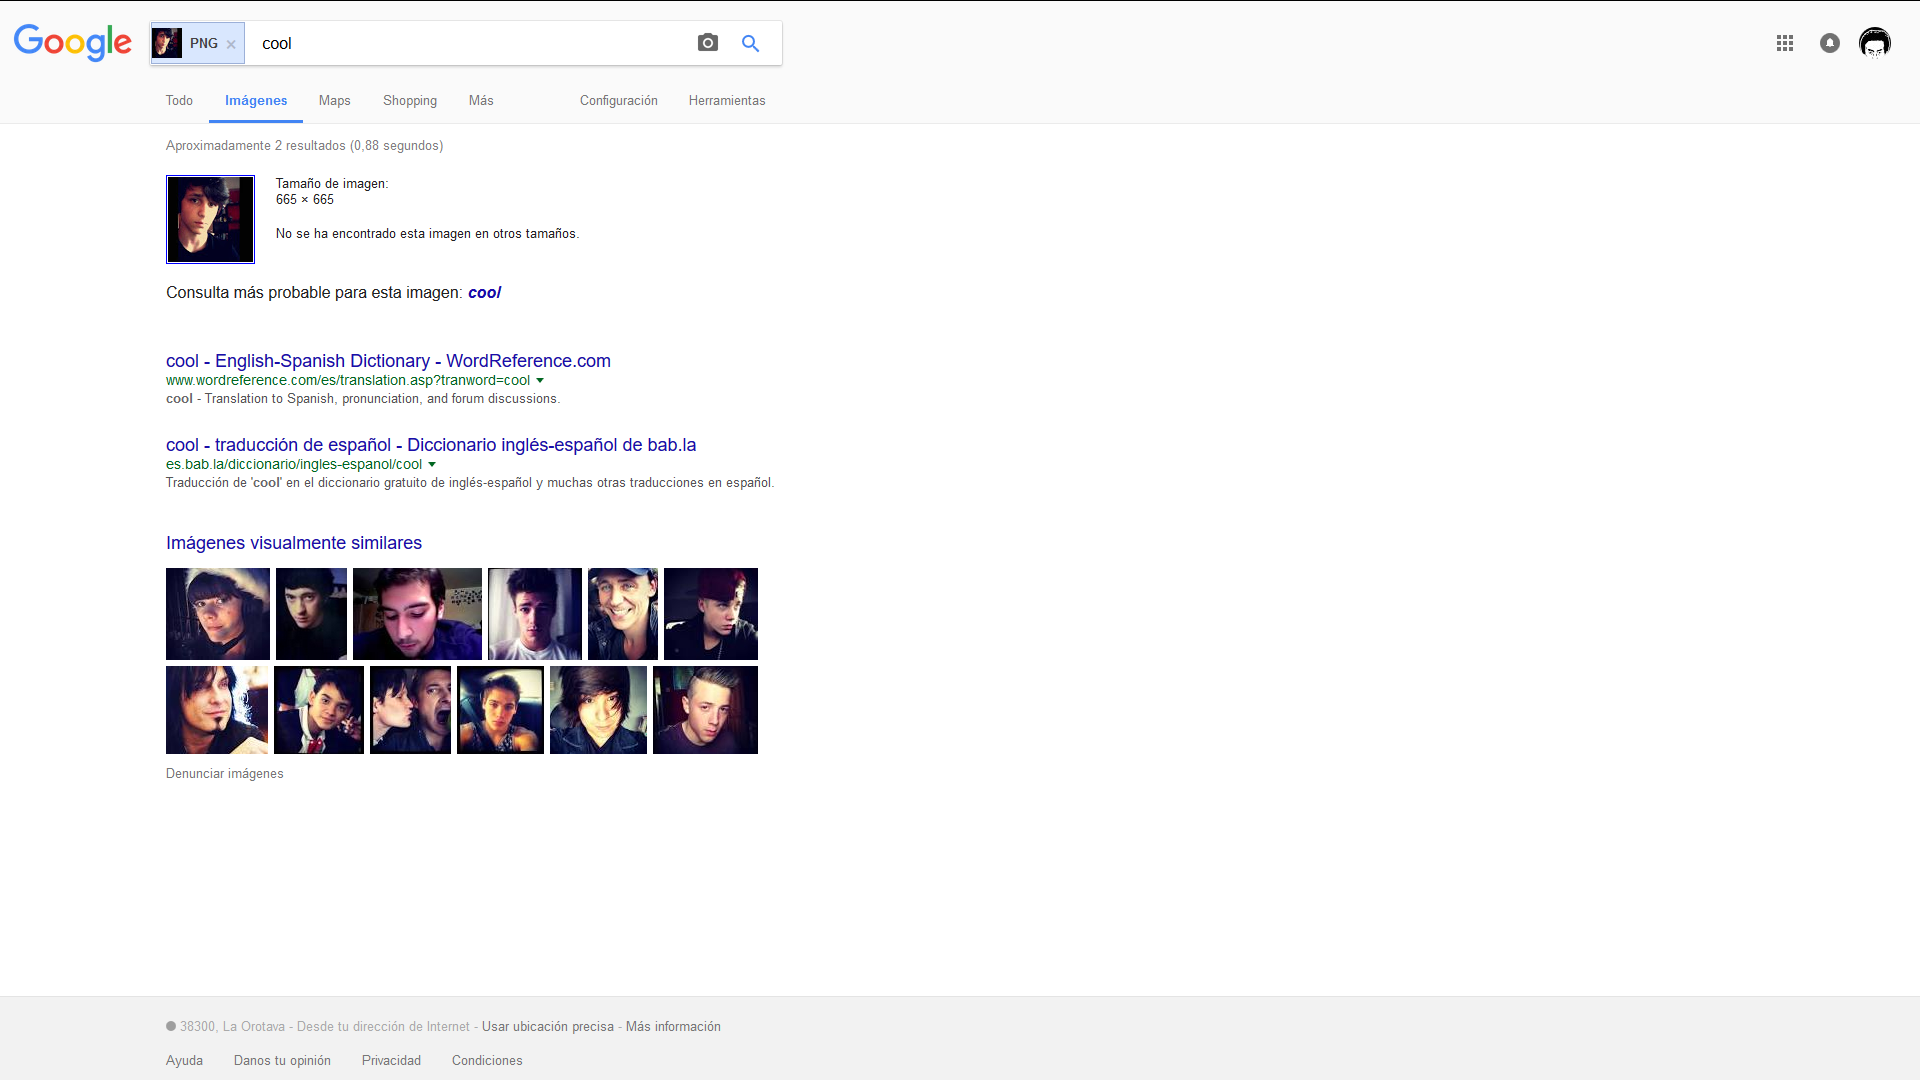 Google
PNG × cool
Todo Imágenes Maps Shopping Más Configuración Herramientas
Aproximadamente 2 resultados (0,88 segundos)
Tamaño de imagen:
665 × 665
No se ha encontrado esta imagen en otros tamaños.
Consulta más probable para esta imagen: cool
cool - English-Spanish Dictionary - WordReference.com
www.wordreference.com/es/translation.asp?tranword=cool
cool - Translation to Spanish, pronunciation, and forum discussions.
cool - traducción de español - Diccionario inglés-español de bab.la
es.bab.la/diccionario/ingles-espanol/cool
Traducción de 'cool' en el diccionario gratuito de inglés-español y muchas otras traducciones en español.
Imágenes visualmente similares
Denunciar imágenes
38300, La Orotava - Desde tu dirección de Internet - Usar ubicación precisa - Más información
Ayuda Danos tu opinión Privacidad Condiciones